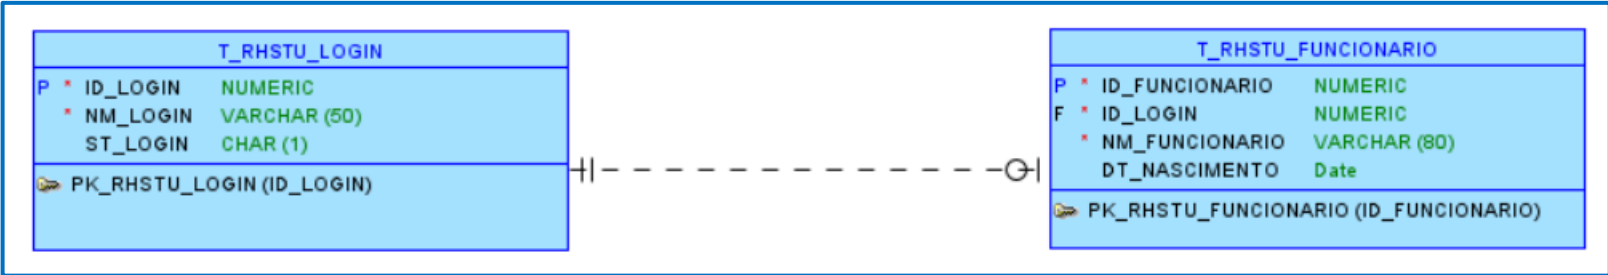 T_RHSTU_LOGIN
P * ID_LOGIN NUMERIC
* NM_LOGIN VARCHAR (50)
ST_LOGIN CHAR (1)
PK_RHSTU_LOGIN (ID_LOGIN)
T_RHSTU_FUNCIONARIO
P * ID_FUNCIONARIO NUMERIC
F * ID_LOGIN NUMERIC
* NM_FUNCIONARIO VARCHAR (80)
DT_NASCIMENTO Date
PK_RHSTU_FUNCIONARIO (ID_FUNCIONARIO)